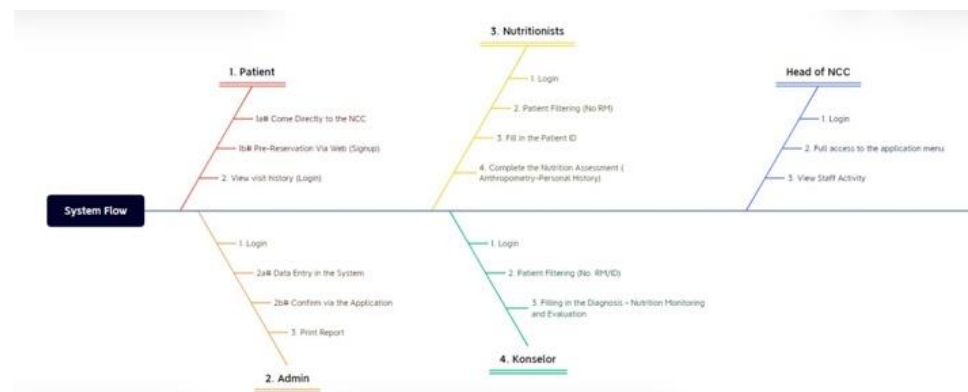 3. Nutritionists
1. Patient
Head of NCC
1. Login
2. Patient Filtering (No RM)
3. Fill in the Patient ID
4. Complete the Nutrition Assessment (
Anthropometry-Personal History)
1a# Come Directly to the NCC
1b# Pre-Reservation Via Web (Signup)
2. View visit history (Login)
1. Login
2. Full access to the application menu
3. View Staff Activity
System Flow
1. Login
2a# Data Entry in the System
2b# Confirm via the Application
3. Print Report
2. Admin
1. Login
2. Patient Filtering (No. RM/ID)
3. Filling in the Diagnosis - Nutrition Monitoring
and Evaluation
4. Konselor